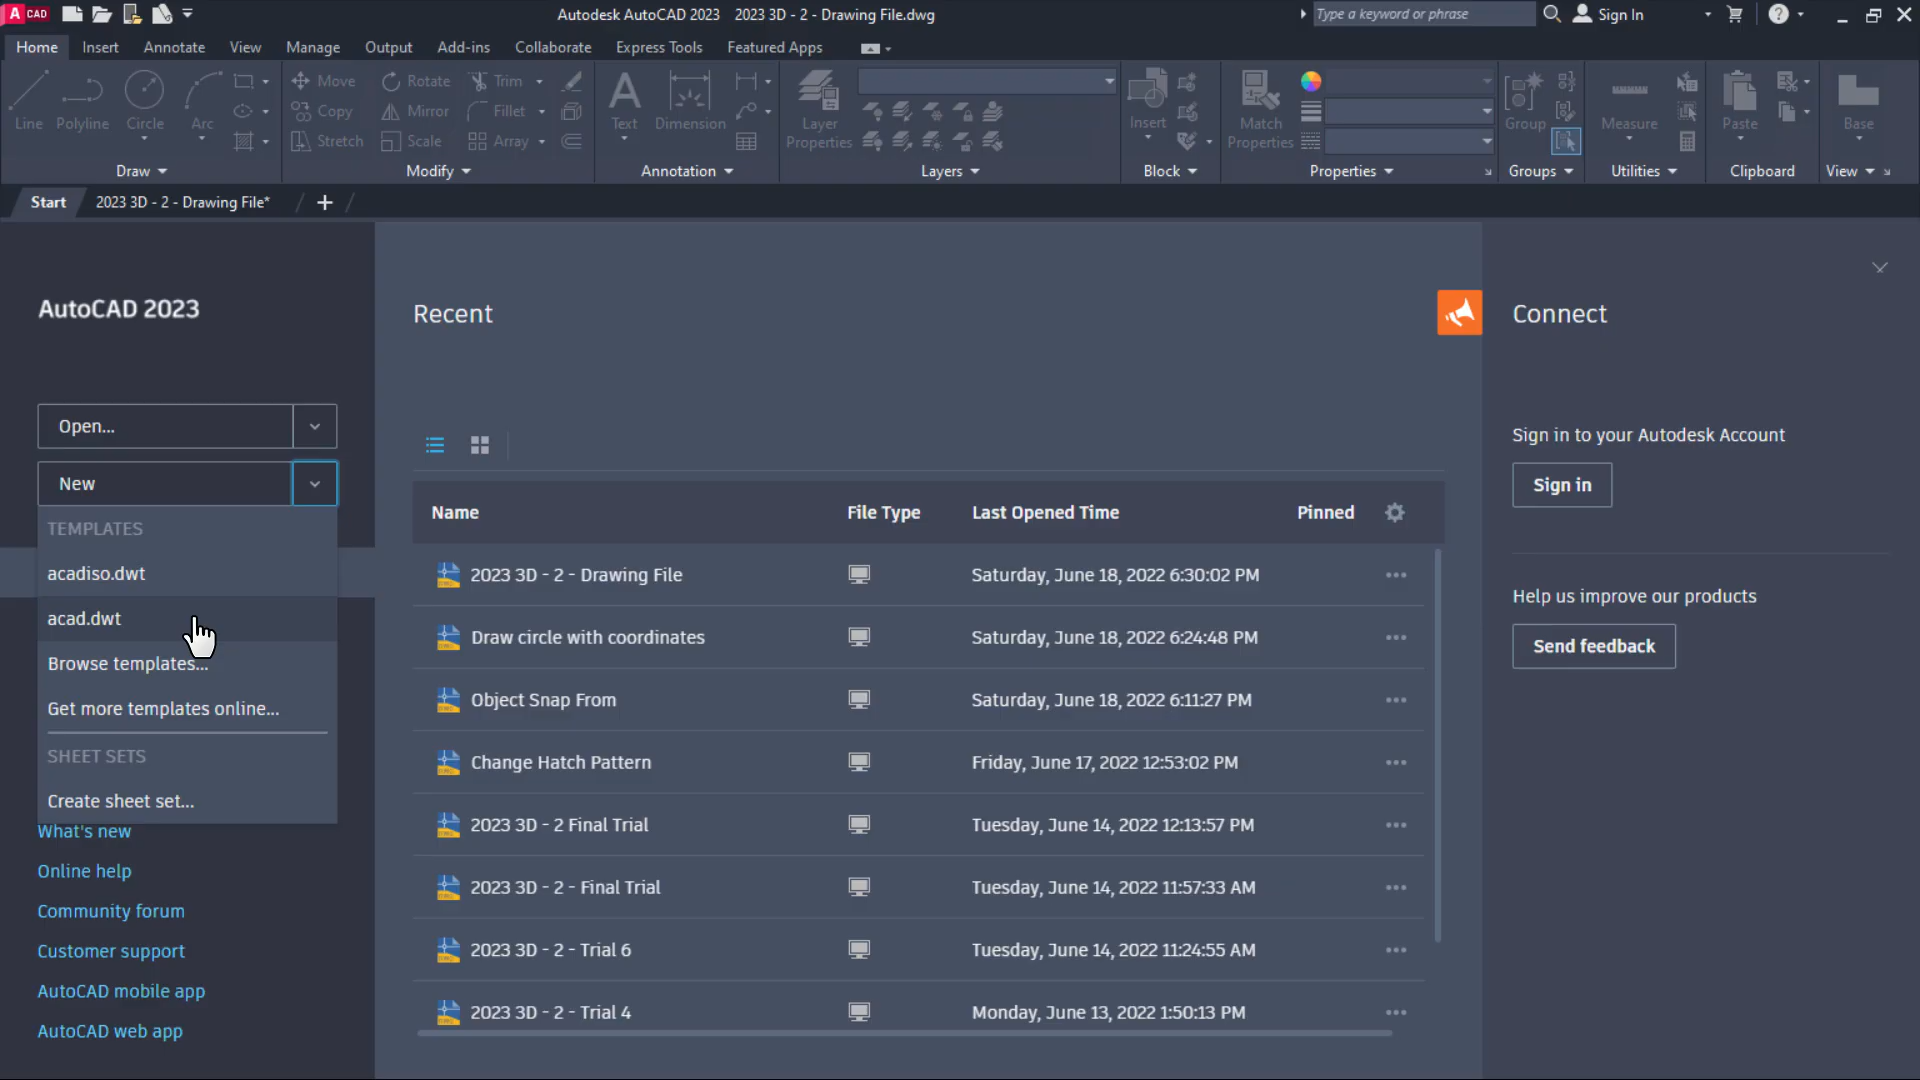 A CAD Autodesk AutoCAD 2023 2023 3D - 2 - Drawing File.dwg Type a keyword or phrase Sign In
Home Insert Annotate View Manage Output Add-ins Collaborate Express Tools Featured Apps
Line Polyline Circle Arc
Move Rotate Trim
Copy Mirror Fillet
Stretch Scale Array
Text Dimension
Layer Properties
Insert
Match Properties
Group Measure Paste Base
Draw Modify Annotation Layers Block Properties Groups Utilities Clipboard View
Start 2023 3D - 2 - Drawing File*
AutoCAD 2023
Open...
New
TEMPLATES
acadiso.dwt
acad.dwt
Browse templates...
Get more templates online...
SHEET SETS
Create sheet set...
What's new
Online help
Community forum
Customer support
AutoCAD mobile app
AutoCAD web app
Recent
Name File Type Last Opened Time Pinned
2023 3D - 2 - Drawing File Saturday, June 18, 2022 6:30:02 PM
Draw circle with coordinates Saturday, June 18, 2022 6:24:48 PM
Object Snap From Saturday, June 18, 2022 6:11:27 PM
Change Hatch Pattern Friday, June 17, 2022 12:53:02 PM
2023 3D - 2 Final Trial Tuesday, June 14, 2022 12:13:57 PM
2023 3D - 2 - Final Trial Tuesday, June 14, 2022 11:57:33 AM
2023 3D - 2 - Trial 6 Tuesday, June 14, 2022 11:24:55 AM
2023 3D - 2 - Trial 4 Monday, June 13, 2022 1:50:13 PM
Connect
Sign in to your Autodesk Account
Sign in
Help us improve our products
Send feedback